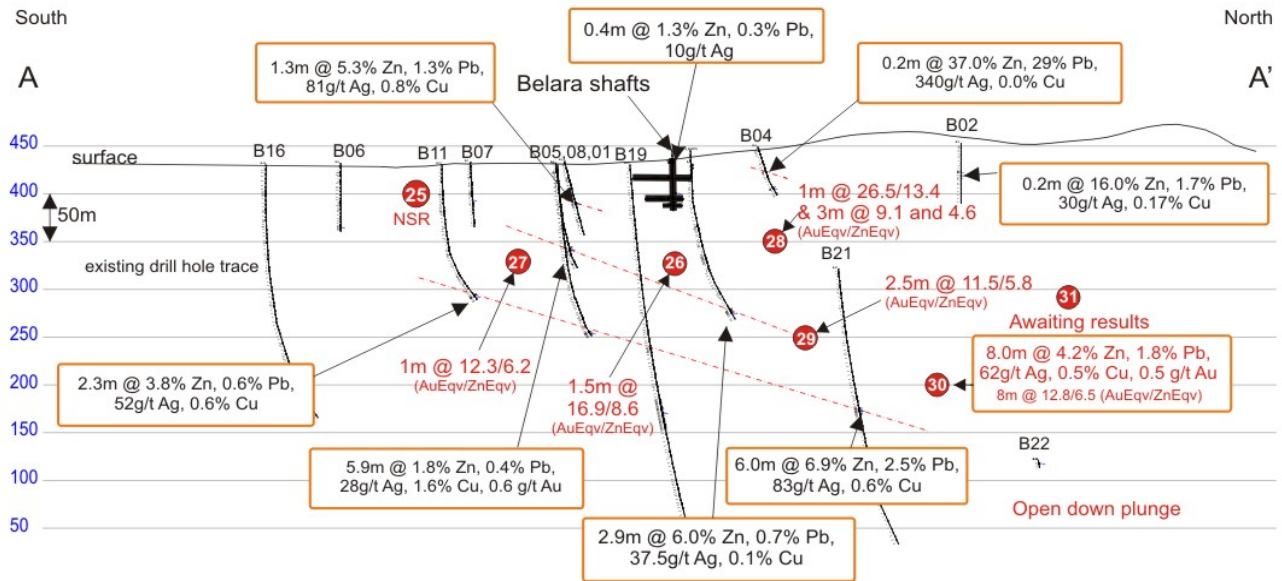 South
North
A
A'
1.3m @ 5.3% Zn, 1.3% Pb,
81g/t Ag, 0.8% Cu
0.4m @ 1.3% Zn, 0.3% Pb,
10g/t Ag
0.2m @ 37.0% Zn, 29% Pb,
340g/t Ag, 0.0% Cu
Belara shafts
B16
B06
B11
B07
B05,08,01
B19
B04
B02
450
surface
400
25
NSR
50m
1m @ 26.5/13.4
& 3m @ 9.1 and 4.6
(AuEqv/ZnEqv)
28
0.2m @ 16.0% Zn, 1.7% Pb,
30g/t Ag, 0.17% Cu
350
existing drill hole trace
27
26
B21
300
2.5m @ 11.5/5.8
(AuEqv/ZnEqv)
31
Awaiting results
250
29
1m @ 12.3/6.2
(AuEqv/ZnEqv)
1.5m @
16.9/8.6
(AuEqv/ZnEqv)
2.3m @ 3.8% Zn, 0.6% Pb,
52g/t Ag, 0.6% Cu
30
8.0m @ 4.2% Zn, 1.8% Pb,
62g/t Ag, 0.5% Cu, 0.5 g/t Au
8m @ 12.8/6.5 (AuEqv/ZnEqv)
200
150
B22
100
5.9m @ 1.8% Zn, 0.4% Pb,
28g/t Ag, 1.6% Cu, 0.6 g/t Au
6.0m @ 6.9% Zn, 2.5% Pb,
83g/t Ag, 0.6% Cu
50
Open down plunge
2.9m @ 6.0% Zn, 0.7% Pb,
37.5g/t Ag, 0.1% Cu